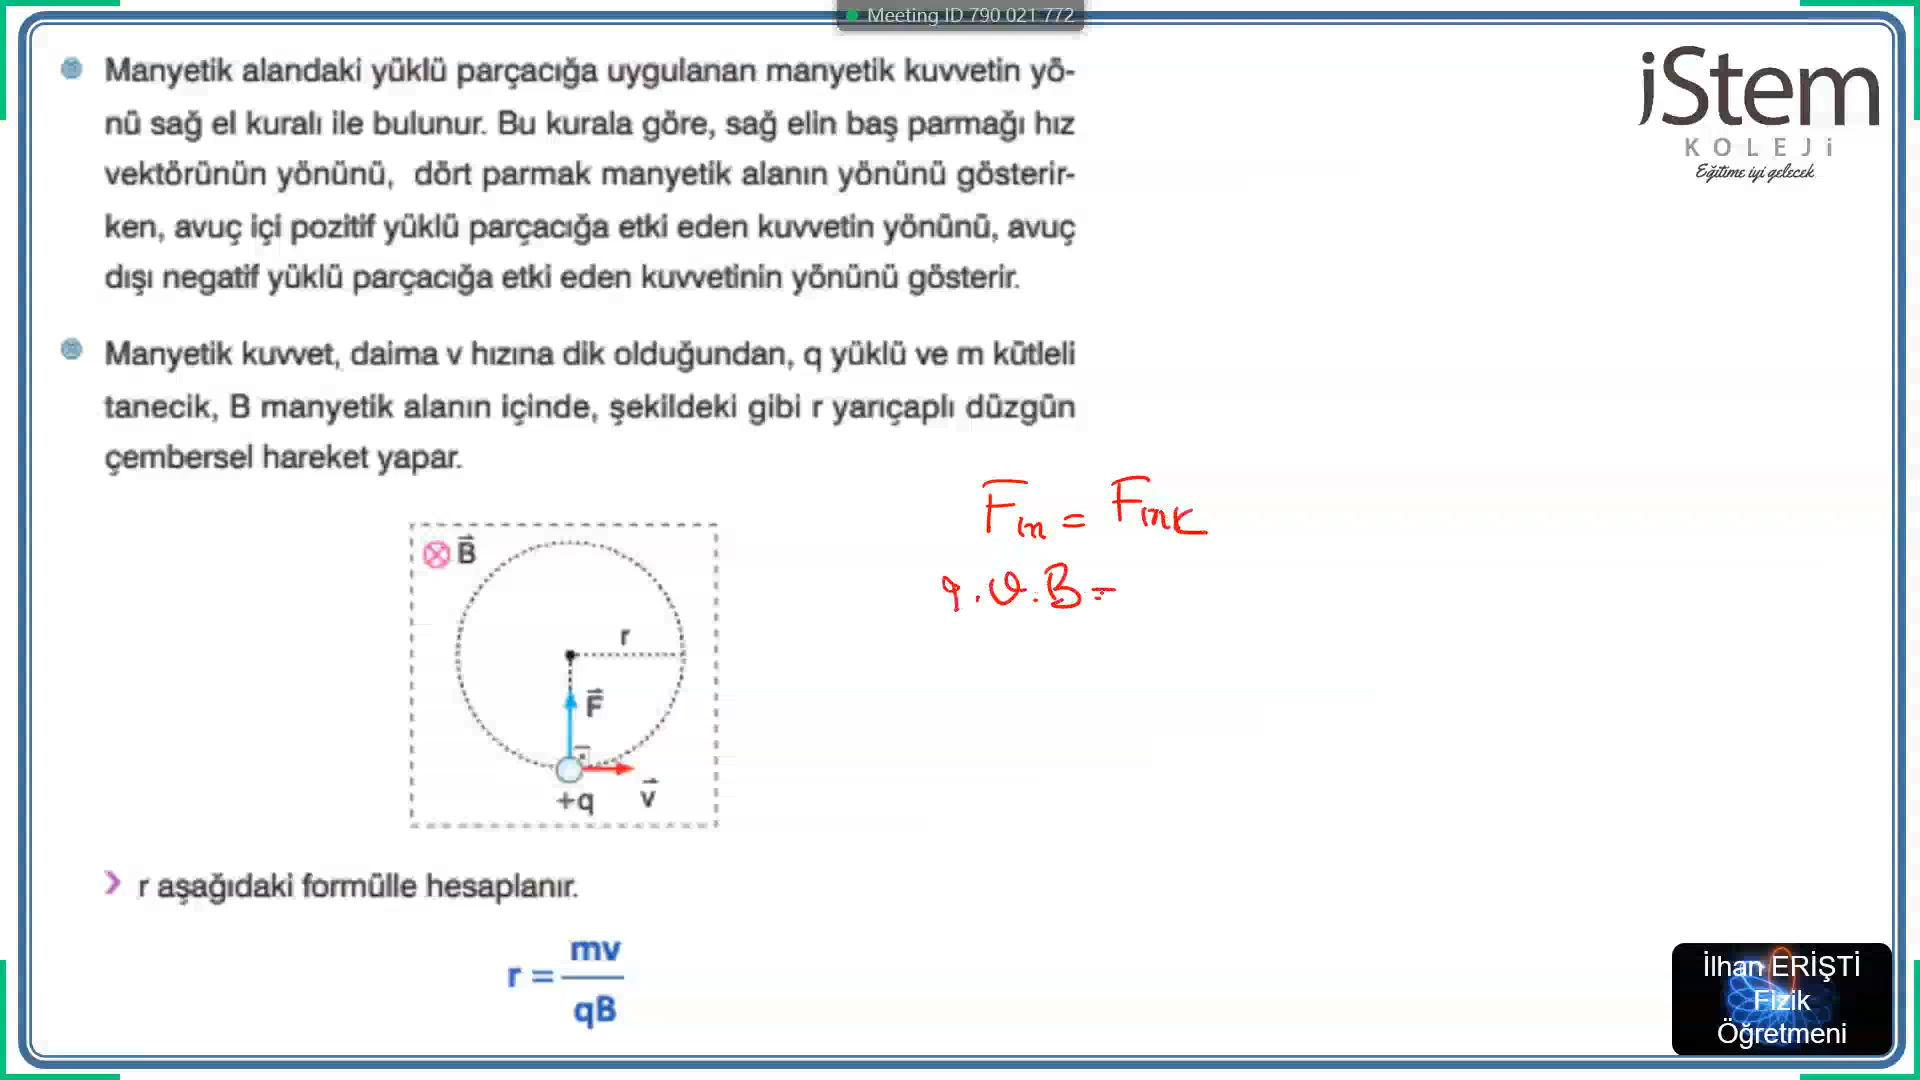 Meeting ID 790 021 772
Manyetik alandaki yüklü parçacığa uygulanan manyetik kuvvetin yö-
nü sağ el kuralı ile bulunur. Bu kurala göre, sağ elin baş parmağı hız
vektörünün yönünü, dört parmak manyetik alanın yönünü gösterir-
ken, avuç içi pozitif yüklü parçacığa etki eden kuvvetin yönünü, avuç
dışı negatif yüklü parçacığa etki eden kuvvetinin yönünü gösterir.
Manyetik kuvvet, daima v hızına dik olduğundan, q yüklü ve m kütleli
tanecik, B manyetik alanın içinde, şekildeki gibi r yarıçaplı düzgün
çembersel hareket yapar.
B
r
F
+q
v
r aşağıdaki formülle hesaplanır.
r = mv
qB
Fm = Fmk
q.v.B =
iStem
KOLEJi
Eğitime iyi gelecek
İlhan ERİŞTİ
Fizik
Öğretmeni